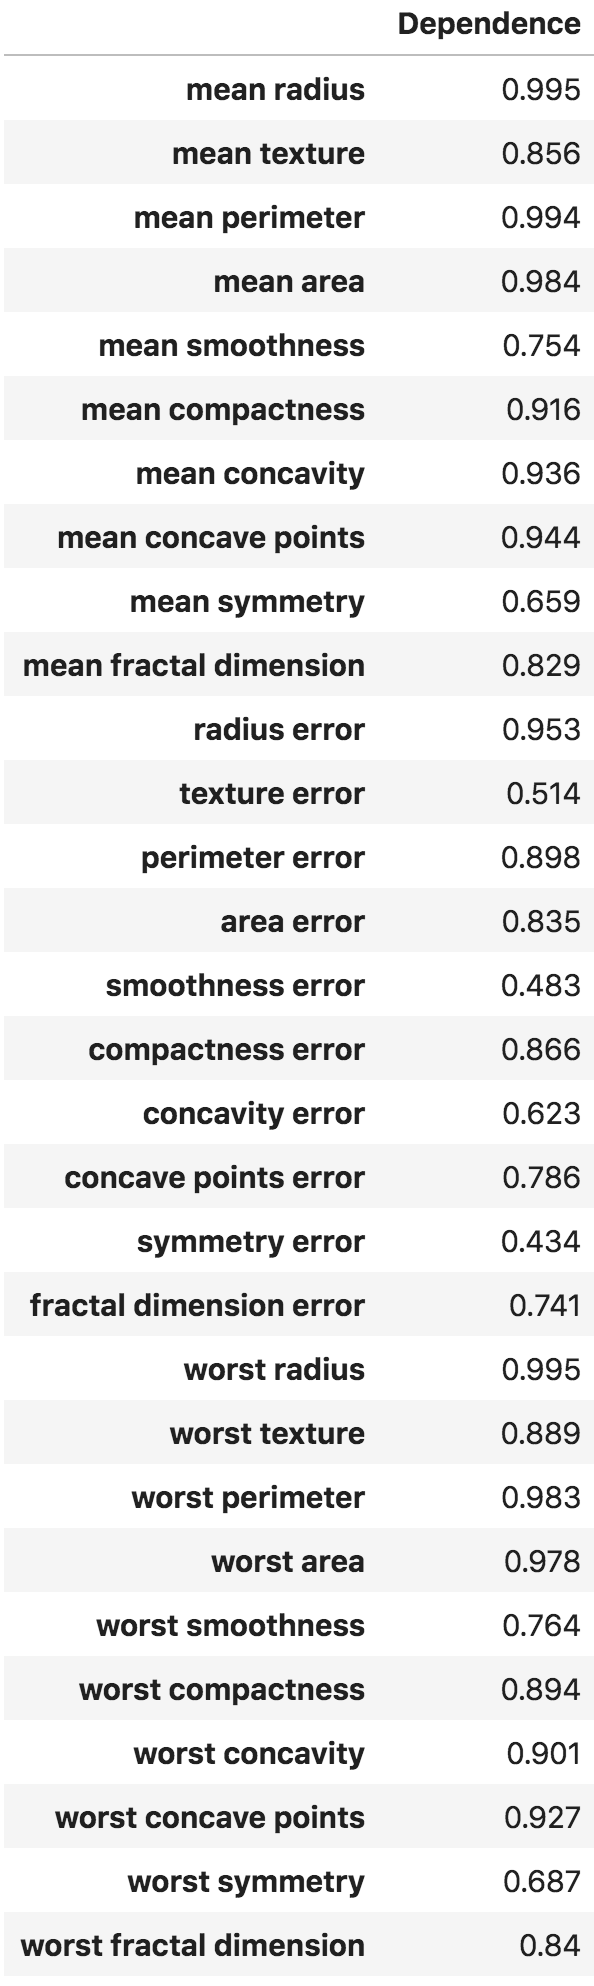 Dependence
mean radius 0.995
mean texture 0.856
mean perimeter 0.994
mean area 0.984
mean smoothness 0.754
mean compactness 0.916
mean concavity 0.936
mean concave points 0.944
mean symmetry 0.659
mean fractal dimension 0.829
radius error 0.953
texture error 0.514
perimeter error 0.898
area error 0.835
smoothness error 0.483
compactness error 0.866
concavity error 0.623
concave points error 0.786
symmetry error 0.434
fractal dimension error 0.741
worst radius 0.995
worst texture 0.889
worst perimeter 0.983
worst area 0.978
worst smoothness 0.764
worst compactness 0.894
worst concavity 0.901
worst concave points 0.927
worst symmetry 0.687
worst fractal dimension 0.84